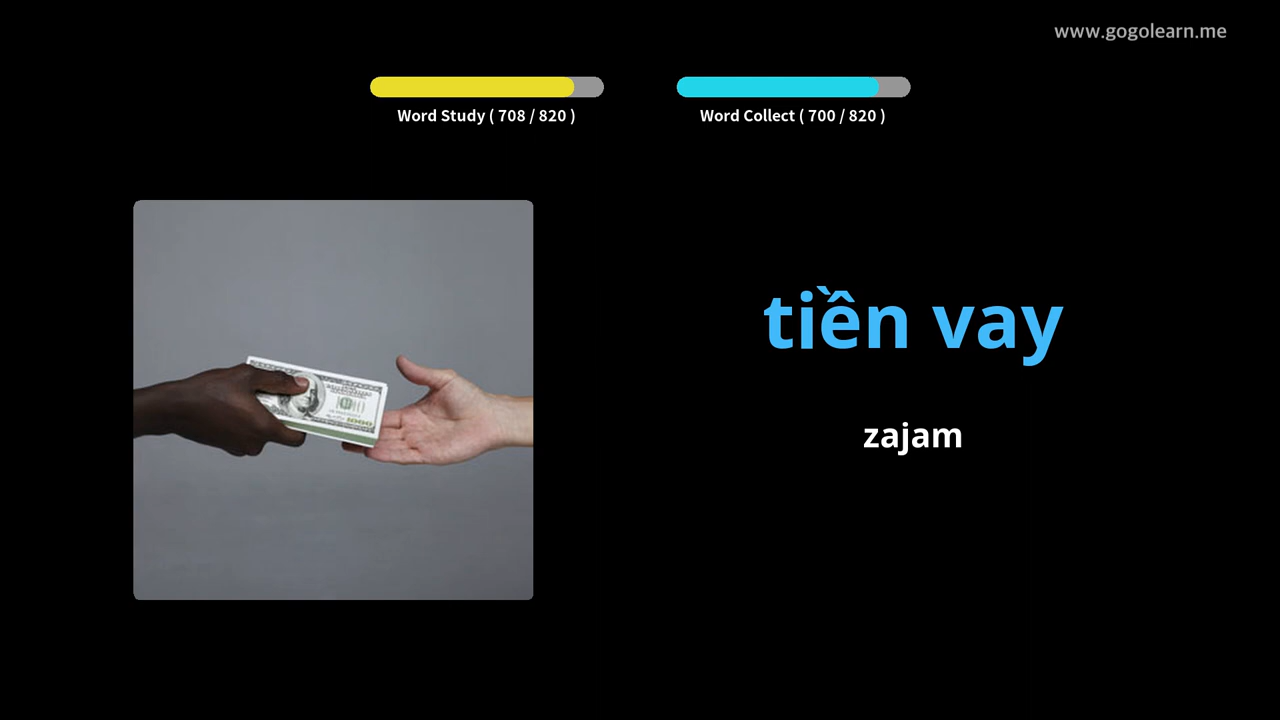 www.gogolearn.me
Word Study ( 708 / 820 )
Word Collect ( 700 / 820 )
tiền vay
zajam